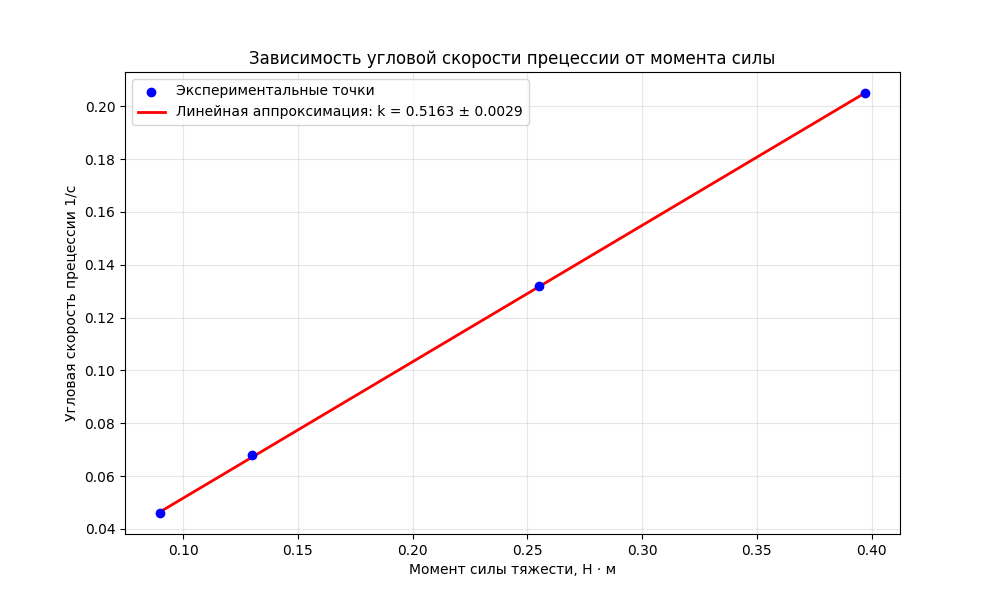 Зависимость угловой скорости прецессии от момента силы
Экспериментальные точки
Линейная аппроксимация: k = 0.5163 ± 0.0029
Угловая скорость прецессии 1/с
0.20
0.18
0.16
0.14
0.12
0.10
0.08
0.06
0.04
0.10 0.15 0.20 0.25 0.30 0.35 0.40
Момент силы тяжести, Н · м